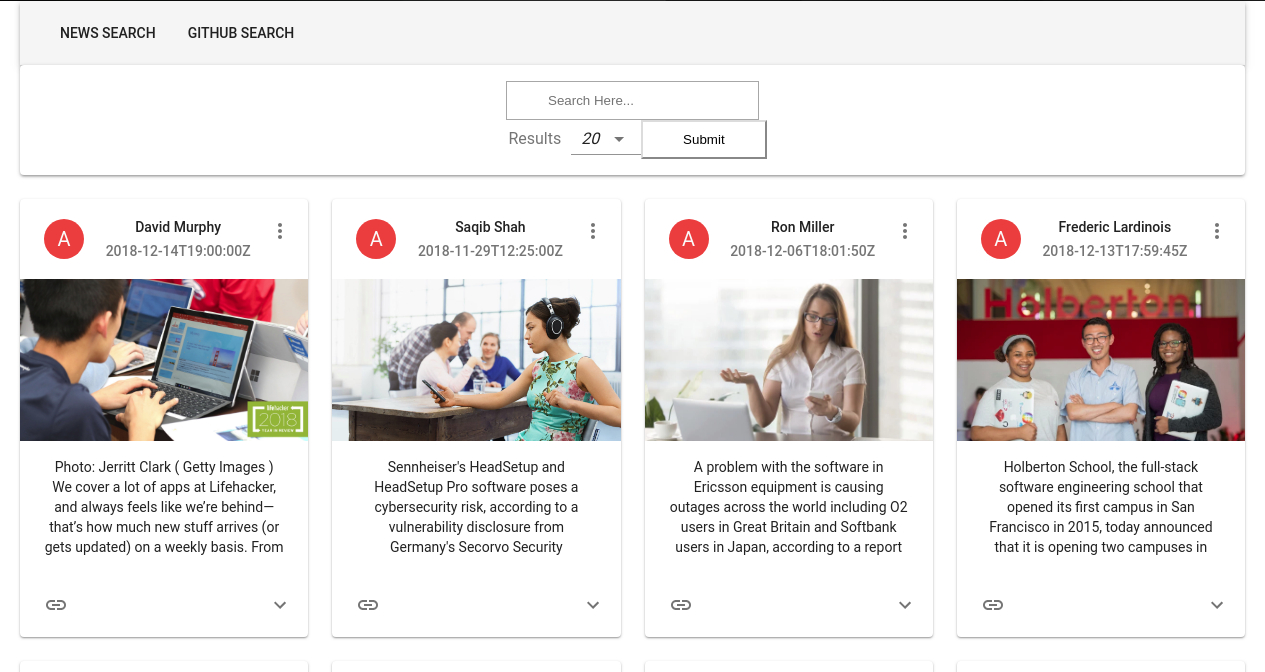 NEWS SEARCH GITHUB SEARCH
Search Here...
Results 20 Submit
A David Murphy
2018-12-14T19:00:00Z
lifehacker
2018
YEAR IN REVIEW
Photo: Jerritt Clark ( Getty Images )
We cover a lot of apps at Lifehacker,
and always feels like we’re behind—
that’s how much new stuff arrives (or
gets updated) on a weekly basis. From
A Saqib Shah
2018-11-29T12:25:00Z
Sennheiser's HeadSetup and
HeadSetup Pro software poses a
cybersecurity risk, according to a
vulnerability disclosure from
Germany's Secorvo Security
A Ron Miller
2018-12-06T18:01:50Z
A problem with the software in
Ericsson equipment is causing
outages across the world including O2
users in Great Britain and Softbank
users in Japan, according to a report
A Frederic Lardinois
2018-12-13T17:59:45Z
Holberton
Holberton School, the full-stack
software engineering school that
opened its first campus in San
Francisco in 2015, today announced
that it is opening two campuses in